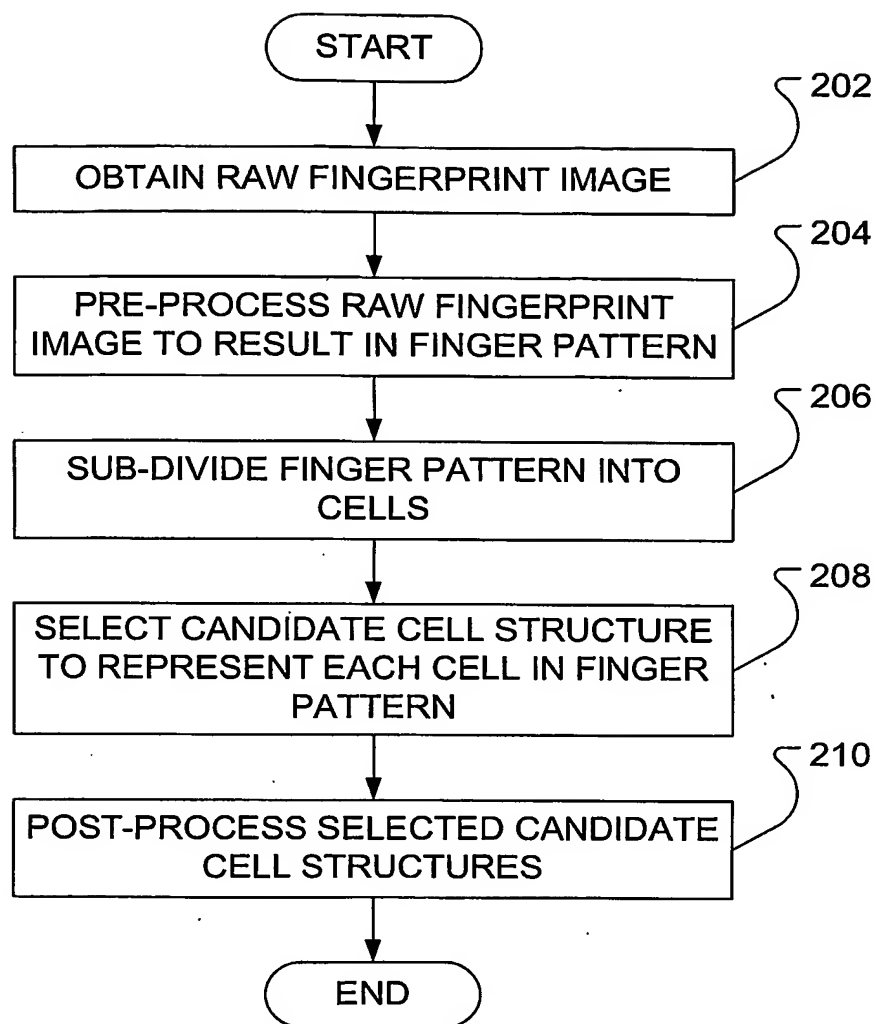 START
202
OBTAIN RAW FINGERPRINT IMAGE
204
PRE-PROCESS RAW FINGERPRINT
IMAGE TO RESULT IN FINGER PATTERN
206
SUB-DIVIDE FINGER PATTERN INTO
CELLS
208
SELECT CANDIDATE CELL STRUCTURE
TO REPRESENT EACH CELL IN FINGER
PATTERN
210
POST-PROCESS SELECTED CANDIDATE
CELL STRUCTURES
END